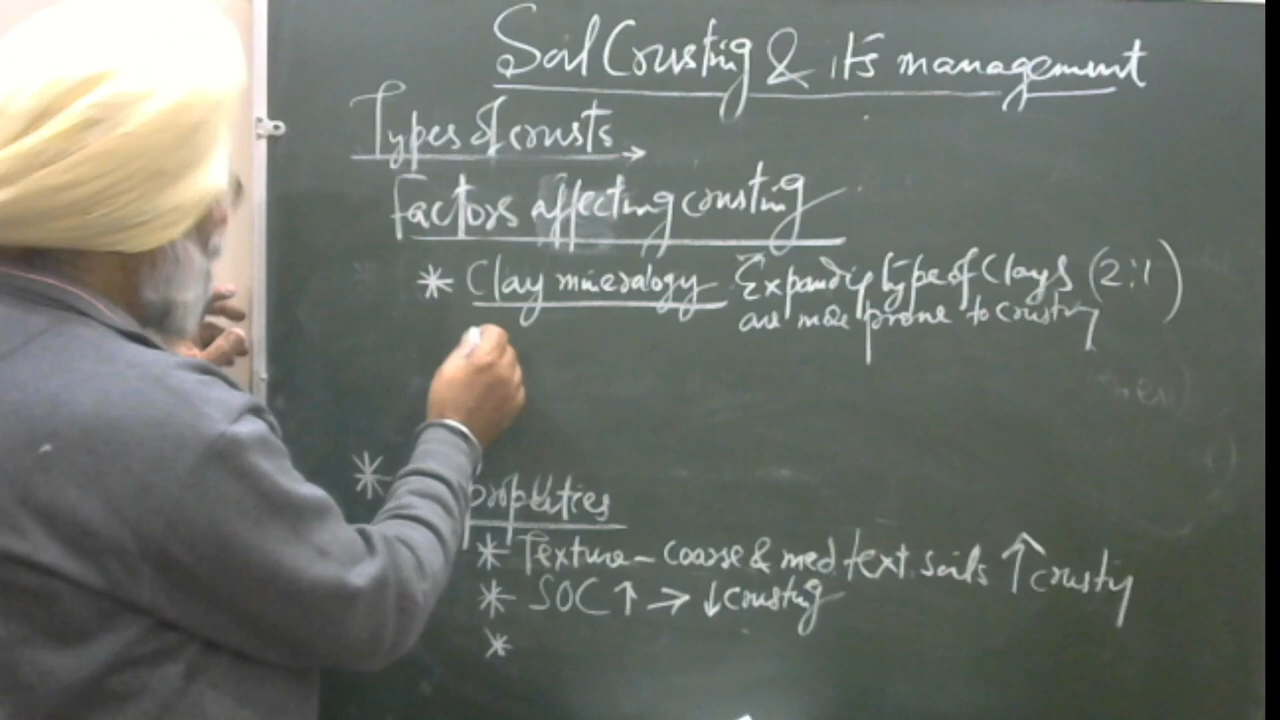 Soil Crusting & its management
Types of crusts →
Factors affecting crusting
* Clay mineralogy Expanding type of Clays (2:1)
are more prone to crusting
* properties
* Texture - coarse & med text soils ↑ crusting
* SOC ↑ → ↓ crusting
*